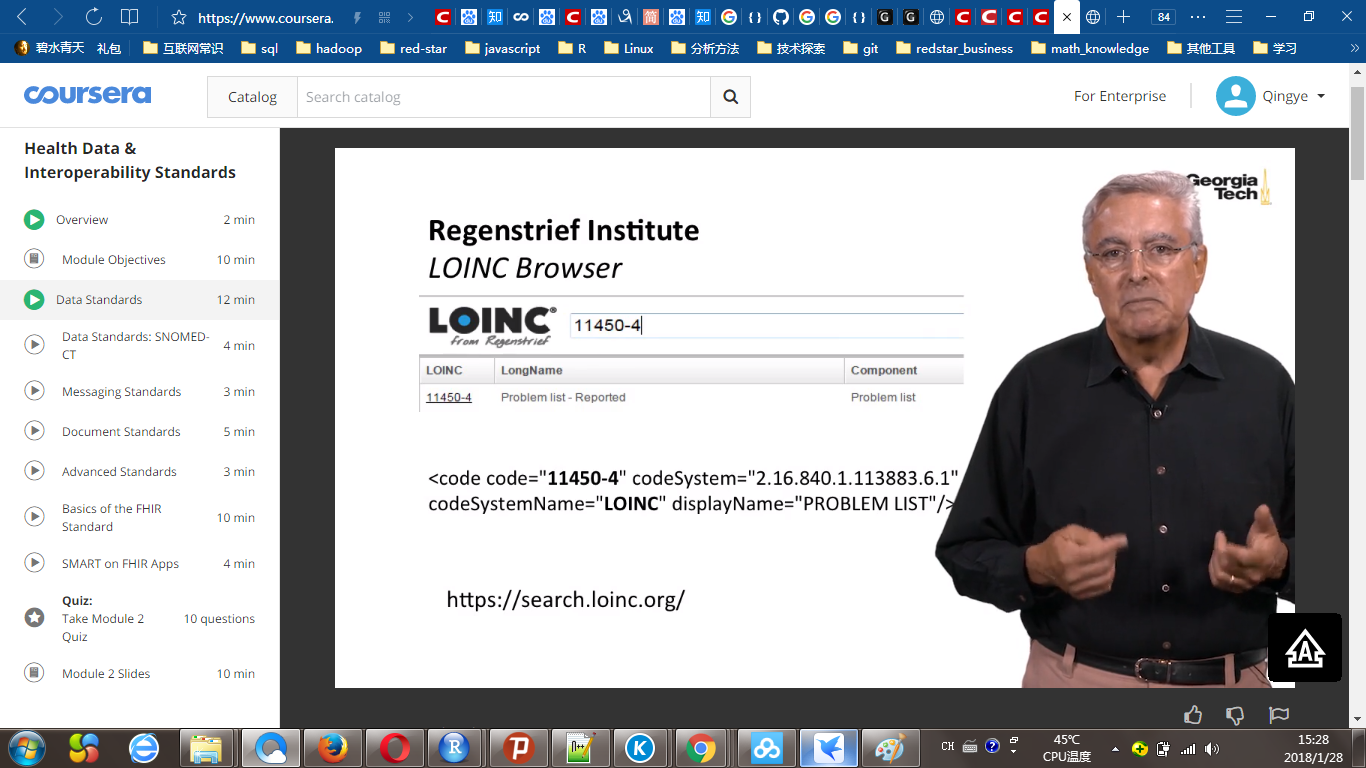 https://www.coursera.
84
碧水青天
礼包
互联网常识
sql
hadoop
red-star
javascript
R
Linux
分析方法
技术探索
git
redstar_business
math_knowledge
其他工具
学习
coursera
Catalog
Search catalog
For Enterprise
Qingye
Health Data &
Interoperability Standards
Overview 2 min
Module Objectives 10 min
Data Standards 12 min
Data Standards: SNOMED-
CT 4 min
Messaging Standards 3 min
Document Standards 5 min
Advanced Standards 3 min
Basics of the FHIR
Standard 10 min
SMART on FHIR Apps 4 min
Quiz:
Take Module 2 10 questions
Quiz
Module 2 Slides 10 min
Georgia
Tech
Regenstrief Institute
LOINC Browser
LOINC®
from Regenstrief
11450-4
LOINC LongName Component
11450-4 Problem list - Reported Problem list
<code code="11450-4" codeSystem="2.16.840.1.113883.6.1"
codeSystemName="LOINC" displayName="PROBLEM LIST"/>
https://search.loinc.org/
A
CH
45℃
CPU温度
15:28
2018/1/28